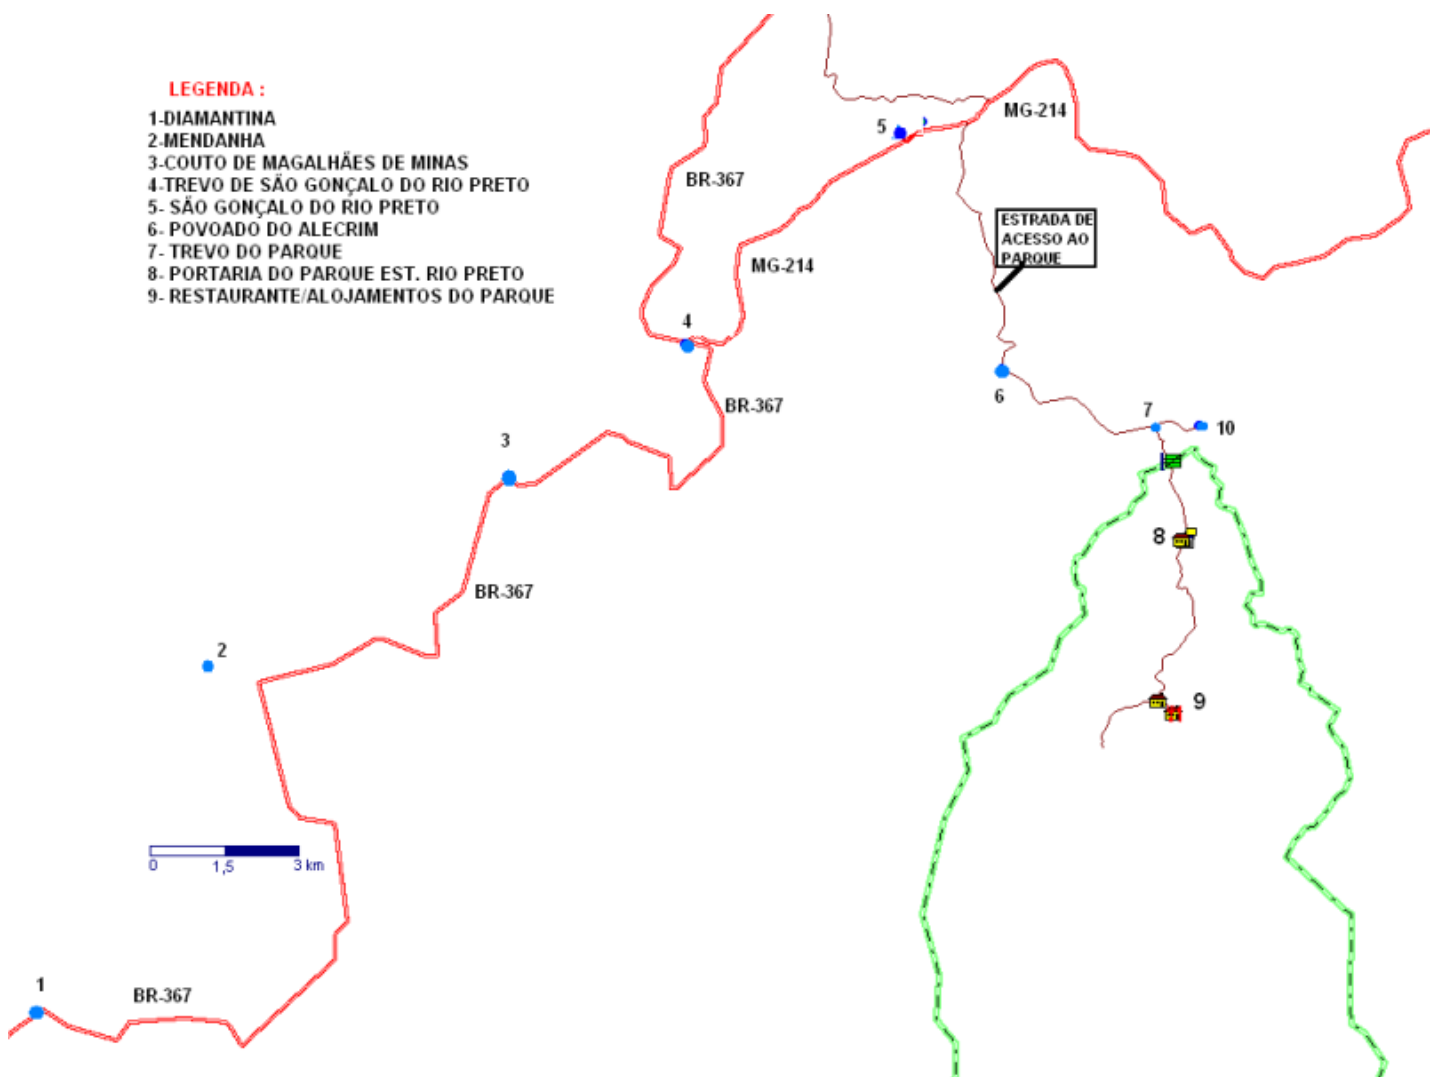 LEGENDA :
1-DIAMANTINA
2-MENDANHA
3-COUTO DE MAGALHÃES DE MINAS
4-TREVO DE SÃO GONÇALO DO RIO PRETO
5- SÃO GONÇALO DO RIO PRETO
6- POVOADO DO ALECRIM
7- TREVO DO PARQUE
8- PORTARIA DO PARQUE EST. RIO PRETO
9- RESTAURANTE/ALOJAMENTOS DO PARQUE
MG-214
5
BR-367
ESTRADA DE
ACESSO AO
PARQUE
MG-214
4
6
BR-367
7
10
3
8
BR-367
2
9
0
1,5
3 km
1
BR-367